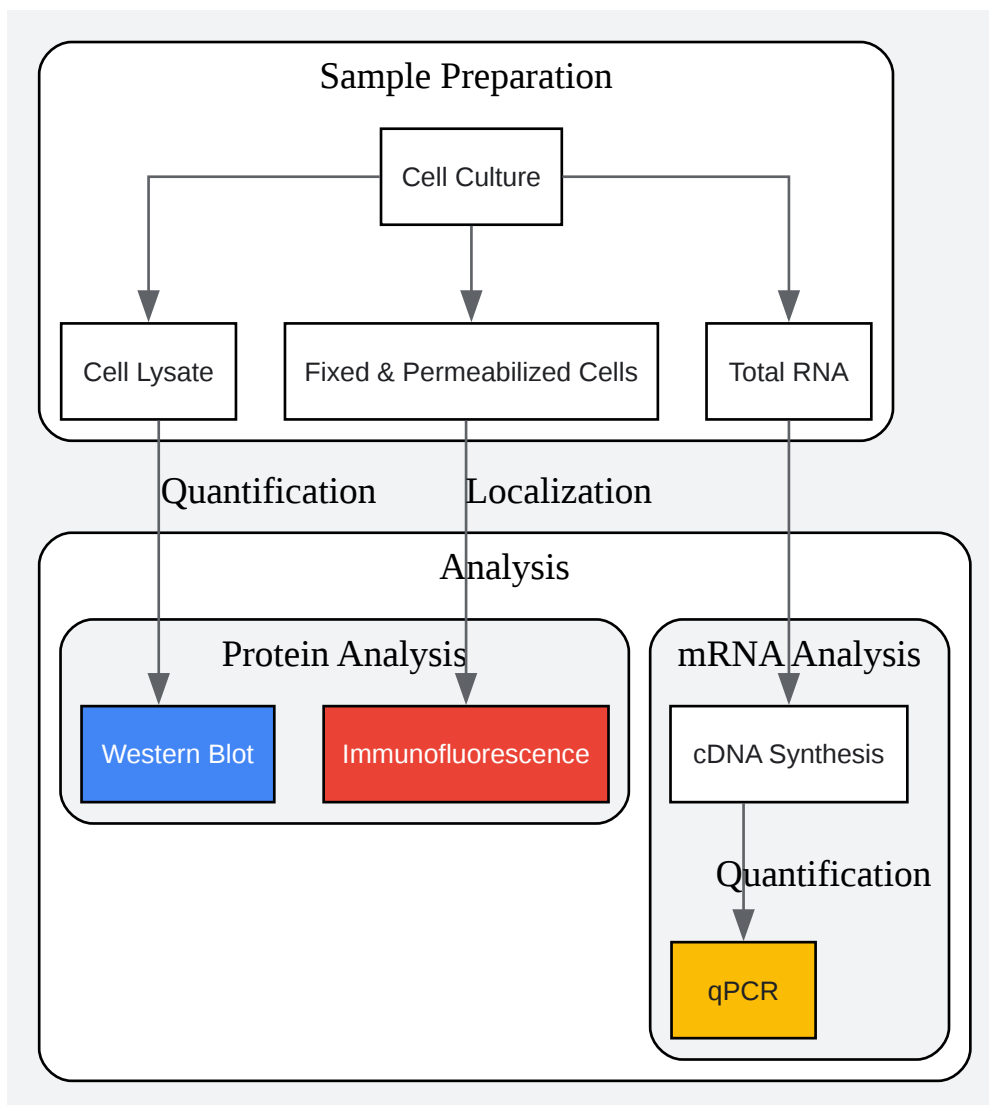 Sample Preparation
Cell Culture
Cell Lysate
Fixed & Permeabilized Cells
Total RNA
Quantification
Localization
Analysis
Protein Analysis
mRNA Analysis
Western Blot
Immunofluorescence
cDNA Synthesis
Quantification
qPCR